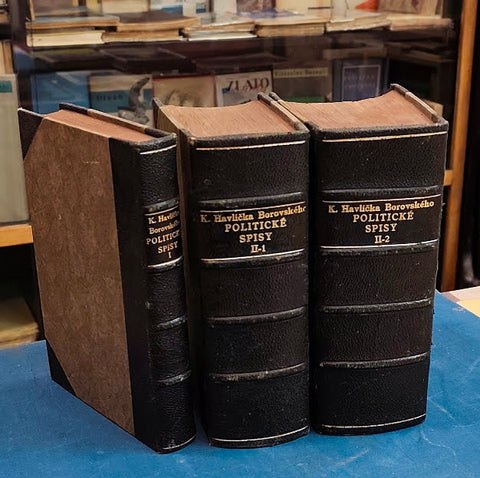 K. Havlíčka
Borovského
POLITICKÉ
SPISY
I
K. Havlíčka Borovského
POLITICKÉ
SPISY
II-1
K. Havlíčka Borovského
POLITICKÉ
SPISY
II-2
ZLATO